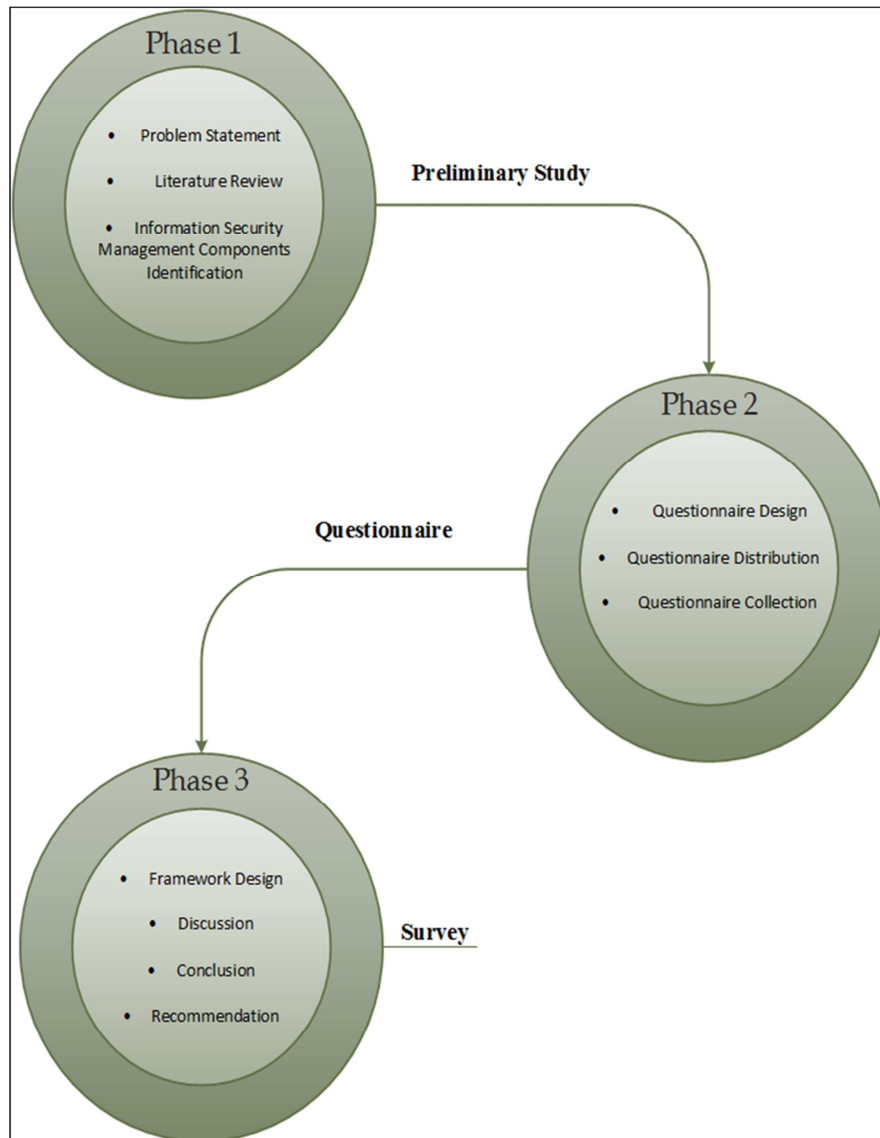 Phase 1
• Problem Statement
• Literature Review
• Information Security
Management Components
Identification
Preliminary Study
Phase 2
• Questionnaire Design
• Questionnaire Distribution
• Questionnaire Collection
Questionnaire
Phase 3
• Framework Design
• Discussion
• Conclusion
• Recommendation
Survey